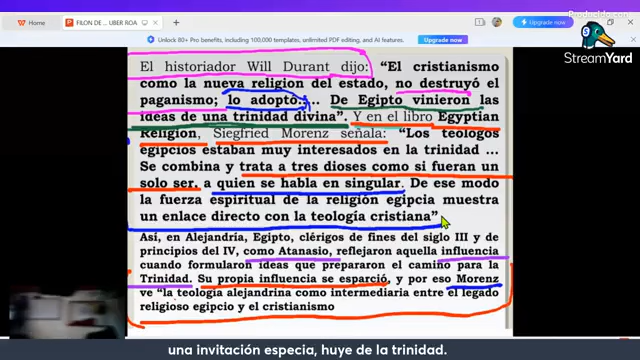 Producido con
Home
FILON DE ... UBER ROA
Upgrade now
Unlock 80+ Pro benefits, including 100,000 templates, unlimited PDF editing, and AI features.
Upgrade now
StreamYard
El historiador Will Durant dijo: “El cristianismo
como la nueva religion del estado, no destruyó el
paganismo; lo adoptó.... De Egipto vinieron las
ideas de una trinidad divina”. Y en el libro Egyptian
Religion, Siegfried Morenz señala: “Los teologos
egipcios estaban muy interesados en la trinidad ...
Se combina y trata a tres dioses como si fueran un
solo ser, a quien se habla en singular. De ese modo
la fuerza espiritual de la religion egipcia muestra
un enlace directo con la teología cristiana”
Así, en Alejandría, Egipto, clérigos de fines del siglo III y de
principios del IV, como Atanasio, reflejaron aquella influencia
cuando formularon ideas que prepararon el camiño para la
Trinidad. Su propia influencia se esparció, y por eso Morenz
ve “la teología alejandrina como intermediaria entre el legado
religioso egipcio y el cristianismo
una invitación especia, huye de la trinidad.